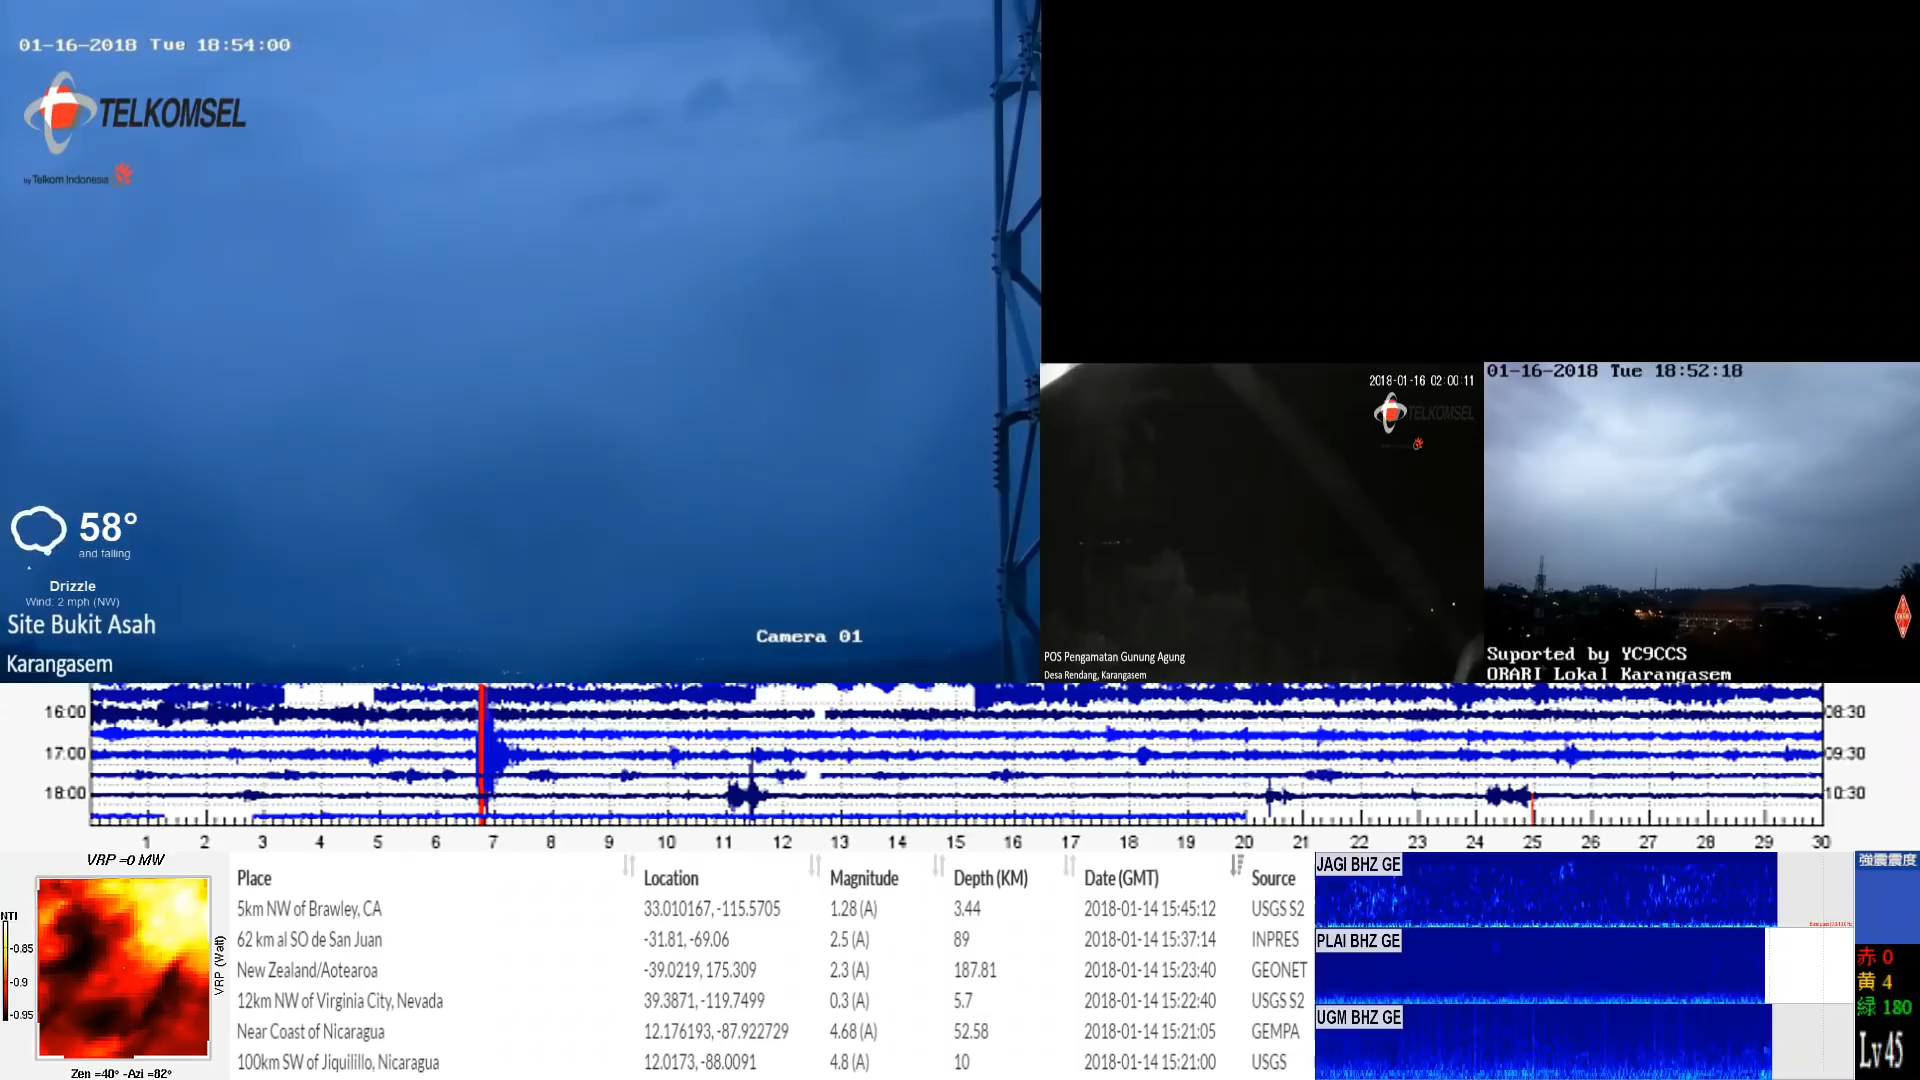 01-16-2018 Tue 18:54:00
TELKOMSEL
by Telkom Indonesia
58°
and falling
Drizzle
Wind: 2 mph (NW)
Site Bukit Asah
Karangasem
Camera 01
2018-01-16 02:00:11
TELKOMSEL
POS Pengamatan Gunung Agung
Desa Rendang, Karangasem
01-16-2018 Tue 18:52:18
Suported by YC9CCS
ORARI Lokal Karangasem
16:00 08:30
17:00 09:30
18:00 10:30
1 2 3 4 5 6 7 8 9 10 11 12 13 14 15 16 17 18 19 20 21 22 23 24 25 26 27 28 29 30
VRP =0 MW
NTI
-0.85
-0.9
-0.95
VRP (Watt)
Zen =40° -Azi =82°
Place Location Magnitude Depth (KM) Date (GMT) Source
5km NW of Brawley, CA 33.010167, -115.5705 1.28 (A) 3.44 2018-01-14 15:45:12 USGS S2
62 km al SO de San Juan -31.81, -69.06 2.5 (A) 89 2018-01-14 15:37:14 INPRES
New Zealand/Aotearoa -39.0219, 175.309 2.3 (A) 187.81 2018-01-14 15:23:40 GEONET
12km NW of Virginia City, Nevada 39.3871, -119.7499 0.3 (A) 5.7 2018-01-14 15:22:40 USGS S2
Near Coast of Nicaragua 12.176193, -87.922729 4.68 (A) 52.58 2018-01-14 15:21:05 GEMPA
100km SW of Jiquilillo, Nicaragua 12.0173, -88.0091 4.8 (A) 10 2018-01-14 15:21:00 USGS
JAGI BHZ GE
PLAI BHZ GE
UGM BHZ GE
強震震度
赤 0
黄 4
緑 180
Lv45